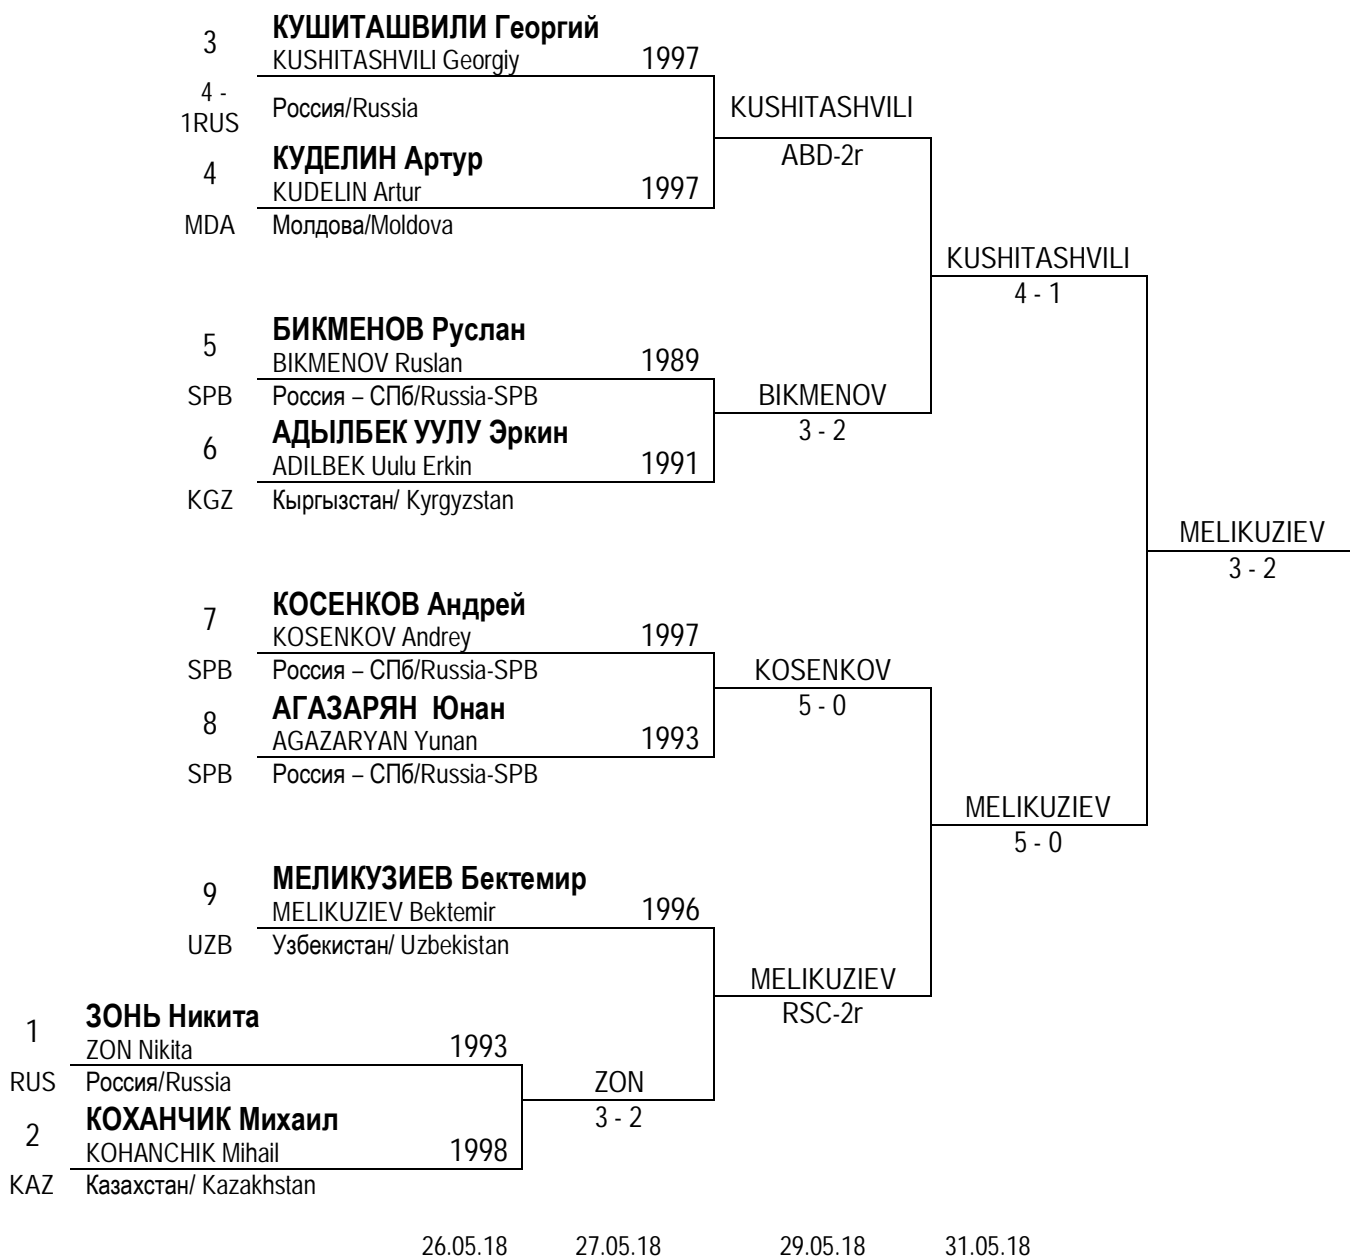 3
КУШИТАШВИЛИ Георгий
KUSHITASHVILI Georgiy 1997
4 -
1RUS
Россия/Russia
KUSHITASHVILI
ABD-2r
4
КУДЕЛИН Артур
KUDELIN Artur 1997
MDA Молдова/Moldova
KUSHITASHVILI
4 - 1
5
БИКМЕНОВ Руслан
BIKMENOV Ruslan 1989
SPB Россия – СПб/Russia-SPB
BIKMENOV
3 - 2
6
АДЫЛБЕК УУЛУ Эркин
ADILBEK Uulu Erkin 1991
KGZ Кыргызстан/ Kyrgyzstan
MELIKUZIEV
3 - 2
7
КОСЕНКОВ Андрей
KOSENKOV Andrey 1997
SPB Россия – СПб/Russia-SPB
KOSENKOV
5 - 0
8
АГАЗАРЯН Юнан
AGAZARYAN Yunan 1993
SPB Россия – СПб/Russia-SPB
MELIKUZIEV
5 - 0
9
МЕЛИКУЗИЕВ Бектемир
MELIKUZIEV Bektemir 1996
UZB Узбекистан/ Uzbekistan
MELIKUZIEV
RSC-2r
1
ЗОНЬ Никита
ZON Nikita 1993
RUS Россия/Russia
ZON
3 - 2
2
КОХАНЧИК Михаил
KOHANCHIK Mihail 1998
KAZ Казахстан/ Kazakhstan
26.05.18 27.05.18 29.05.18 31.05.18